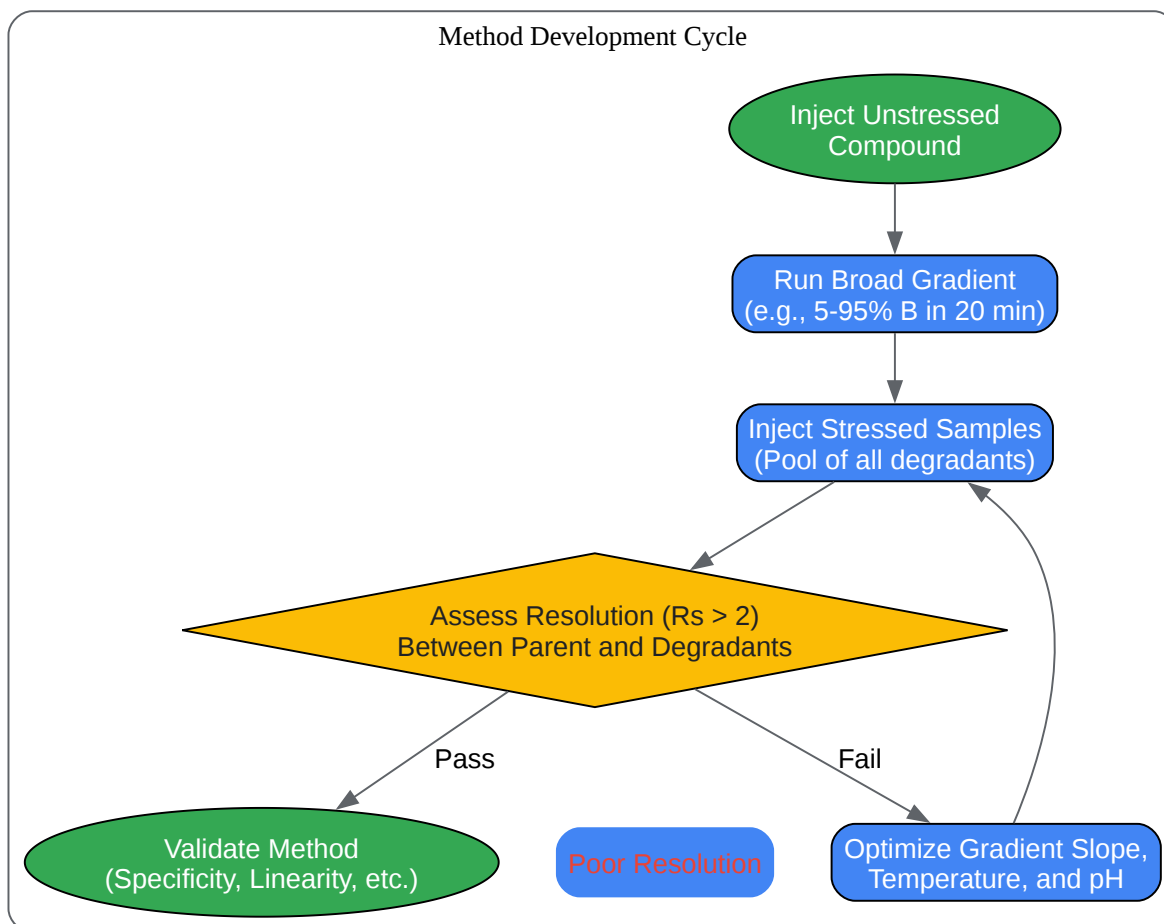 Method Development Cycle
Inject Unstressed
Compound
Run Broad Gradient
(e.g., 5-95% B in 20 min)
Inject Stressed Samples
(Pool of all degradants)
Assess Resolution (Rs > 2)
Between Parent and Degradants
Pass
Fail
Validate Method
(Specificity, Linearity, etc.)
Poor Resolution
Optimize Gradient Slope,
Temperature, and pH